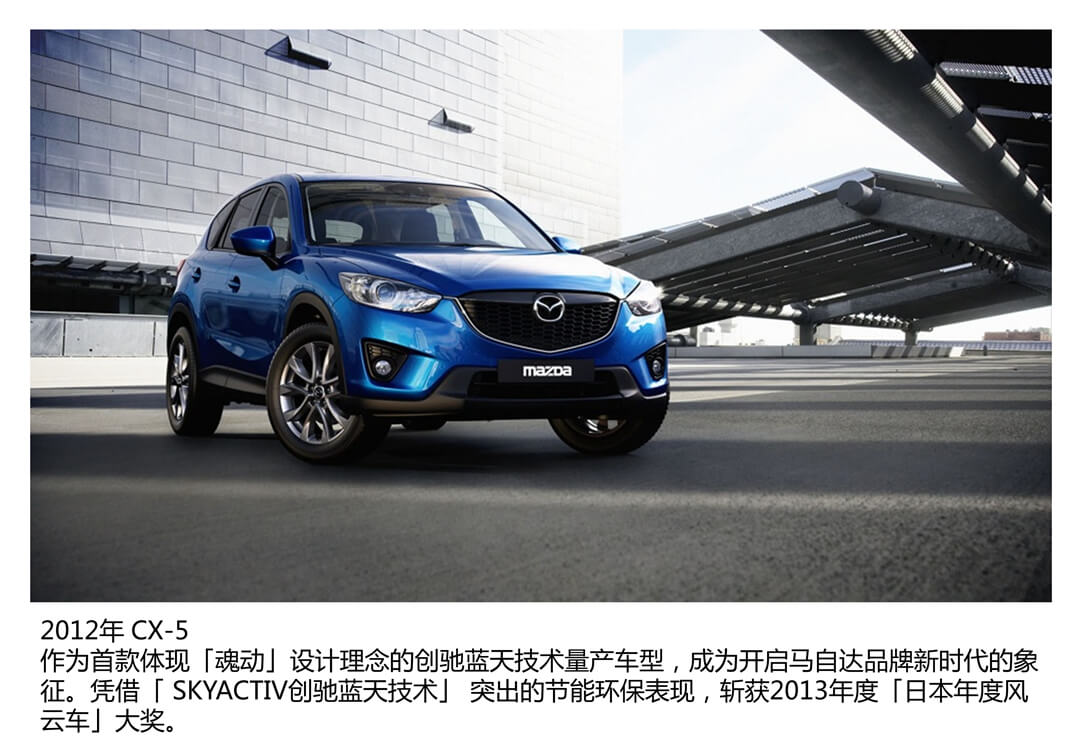 mazDa
2012年 CX-5
作为首款体现「魂动」设计理念的创驰蓝天技术量产车型，成为开启马自达品牌新时代的象
征。凭借「 SKYACTIV创驰蓝天技术」 突出的节能环保表现，斩获2013年度「日本年度风
云车」大奖。